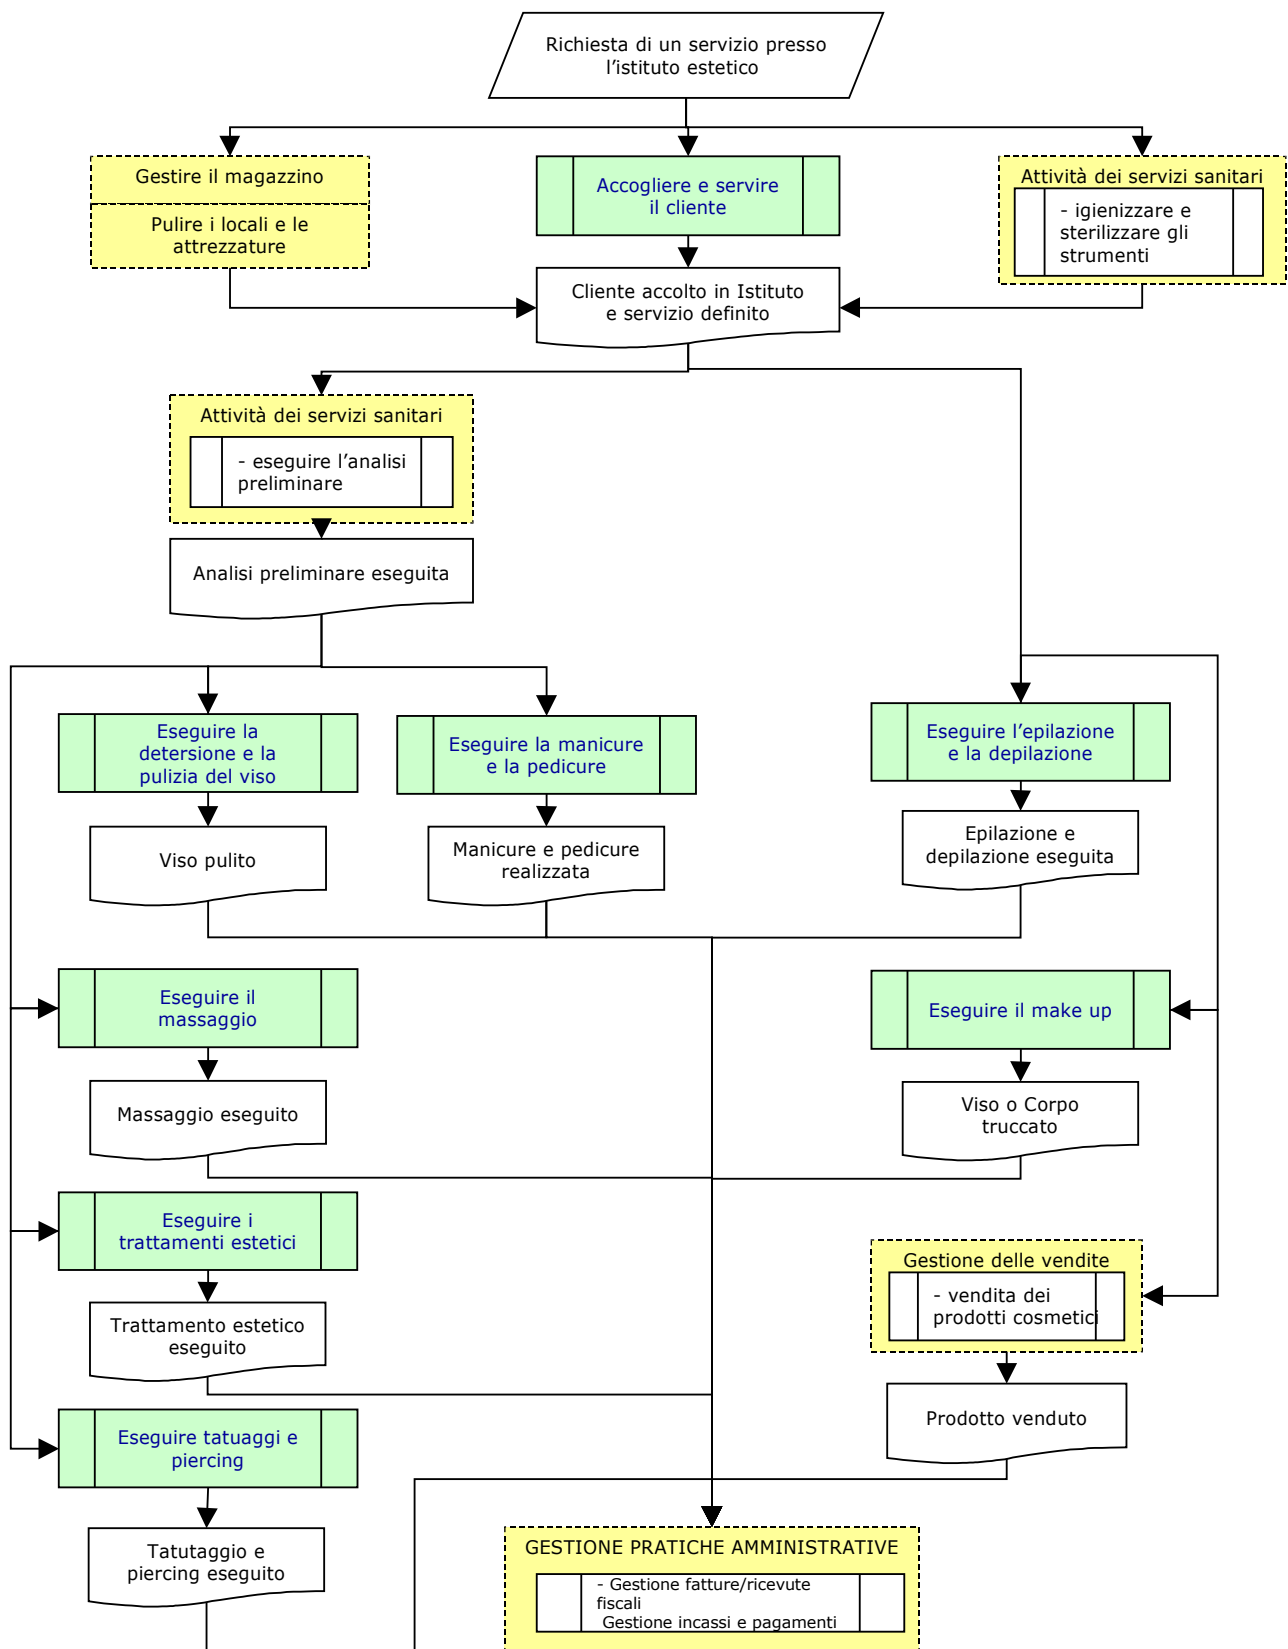 Richiesta di un servizio presso
l'istituto estetico
Gestire il magazzino
Pulire i locali e le
attrezzature
Accogliere e servire
il cliente
Attività dei servizi sanitari
- igienizzare e
sterilizzare gli
strumenti
Cliente accolto in Istituto
e servizio definito
Attività dei servizi sanitari
- eseguire l'analisi
preliminare
Analisi preliminare eseguita
Eseguire la
detersione e la
pulizia del viso
Eseguire la manicure
e la pedicure
Eseguire l'epilazione
e la depilazione
Viso pulito
Manicure e pedicure
realizzata
Epilazione e
depilazione eseguita
Eseguire il
massaggio
Eseguire il make up
Massaggio eseguito
Viso o Corpo
truccato
Eseguire i
trattamenti estetici
Gestione delle vendite
- vendita dei
prodotti cosmetici
Trattamento estetico
eseguito
Prodotto venduto
Eseguire tatuaggi e
piercing
Tatutaggio e
piercing eseguito
GESTIONE PRATICHE AMMINISTRATIVE
- Gestione fatture/ricevute
fiscali
Gestione incassi e pagamenti